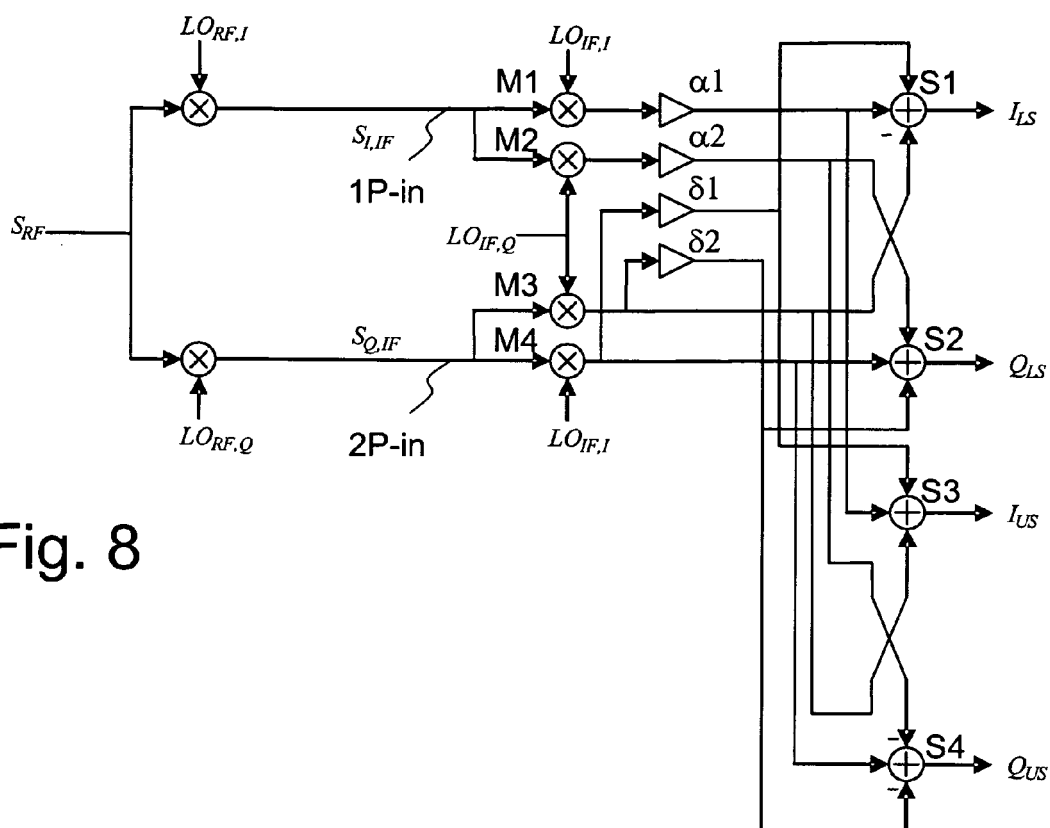 LO_RF,I
LO_IF,I
M1
α1
S1
I_LS
-
S_I,IF
M2
α2
1P-in
δ1
S_RF
LO_IF,Q
δ2
M3
S_Q,IF
M4
S2
Q_LS
LO_RF,Q
2P-in
LO_IF,I
S3
I_US
Fig. 8
-
S4
Q_US
-